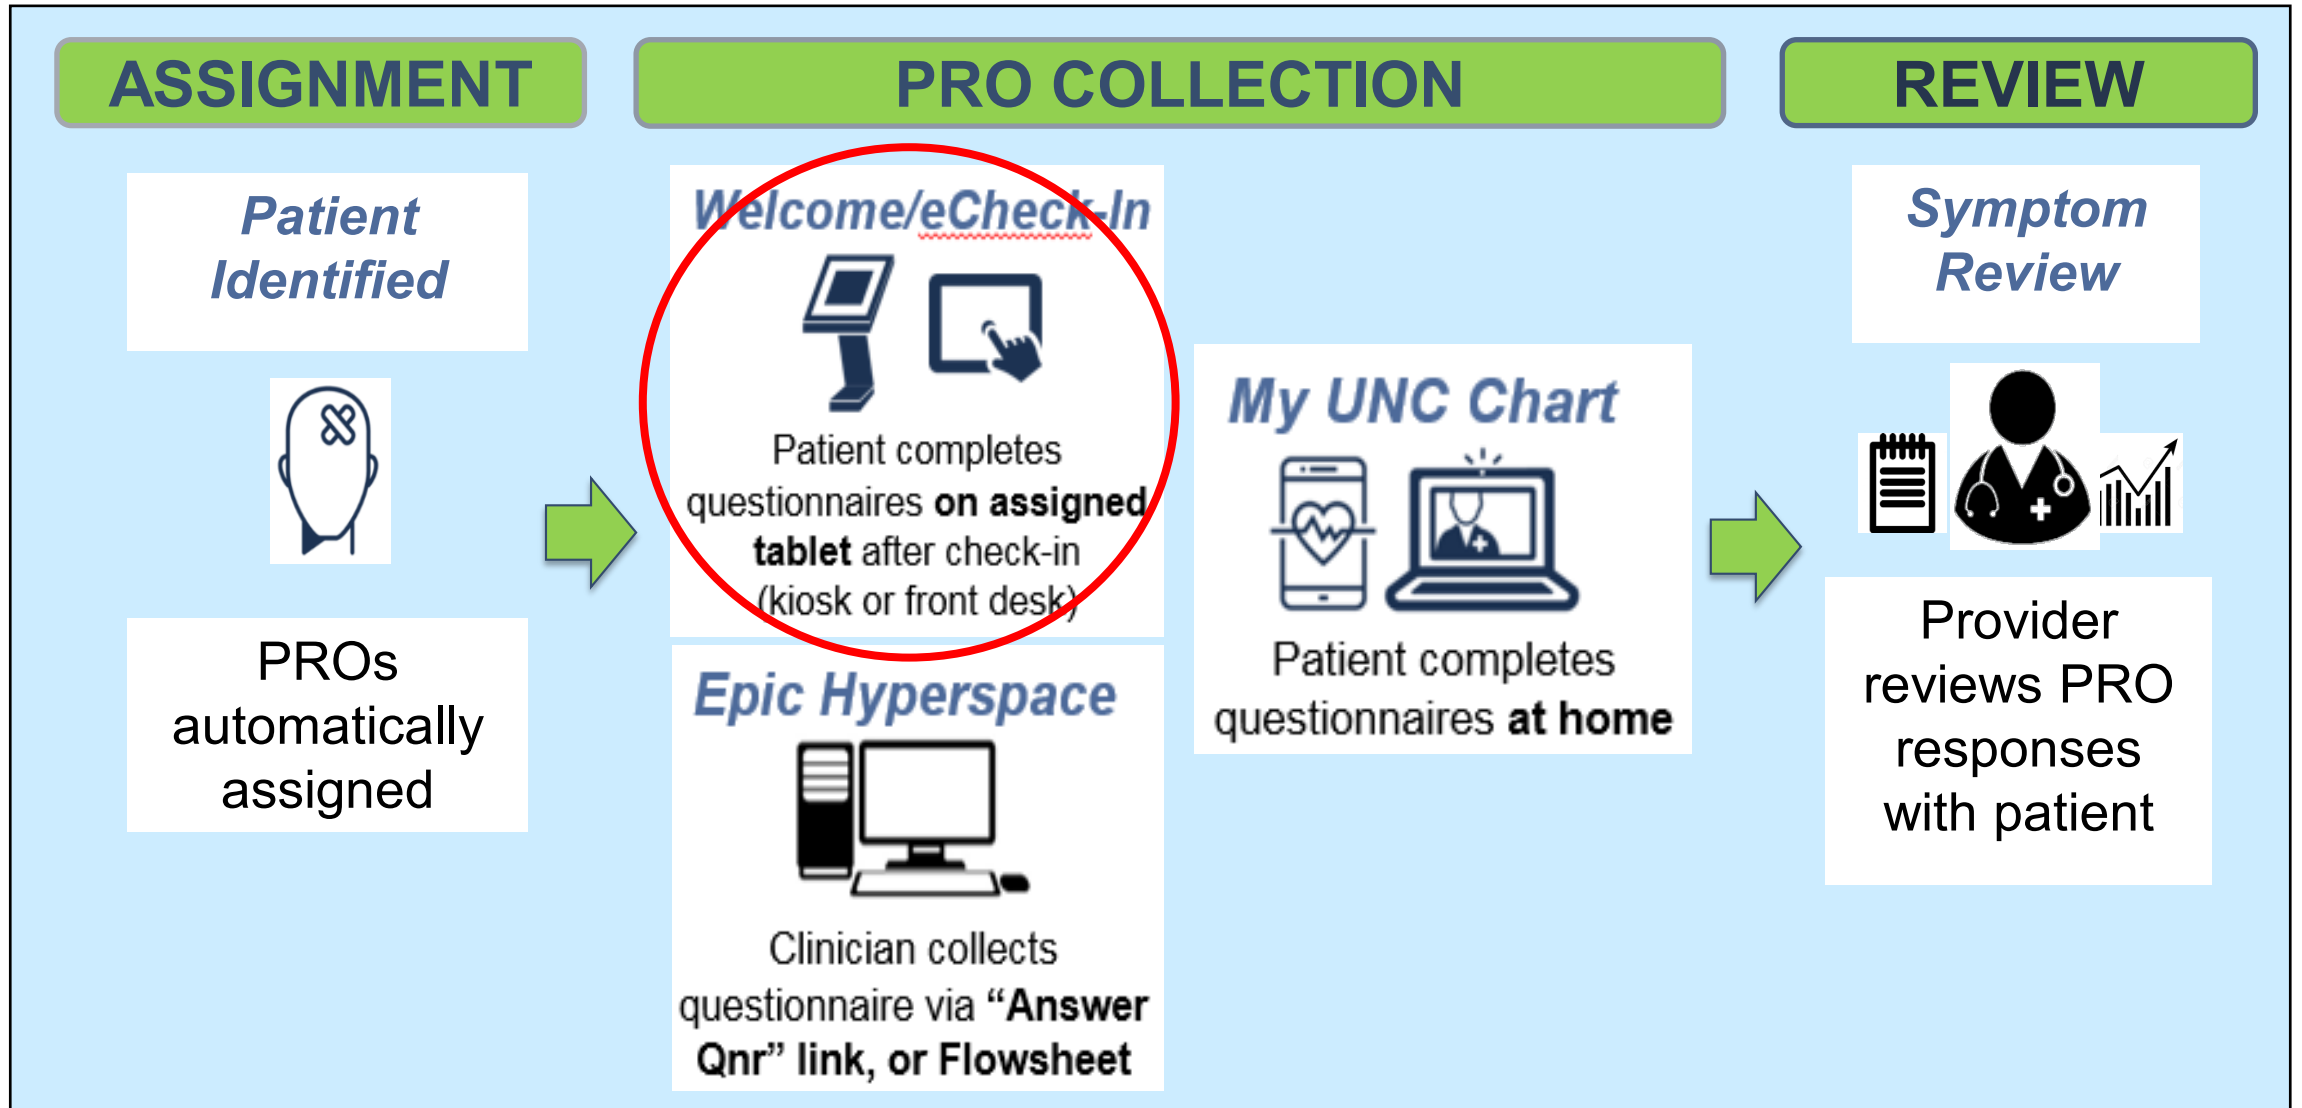 ASSIGNMENT
PRO COLLECTION
REVIEW
Patient
Identified
PROs
automatically
assigned
Welcome/eCheck-In
Patient completes
questionnaires on assigned
tablet after check-in
(kiosk or front desk)
Epic Hyperspace
Clinician collects
questionnaire via “Answer
Qnr” link, or Flowsheet
My UNC Chart
Patient completes
questionnaires at home
Symptom
Review
Provider
reviews PRO
responses
with patient